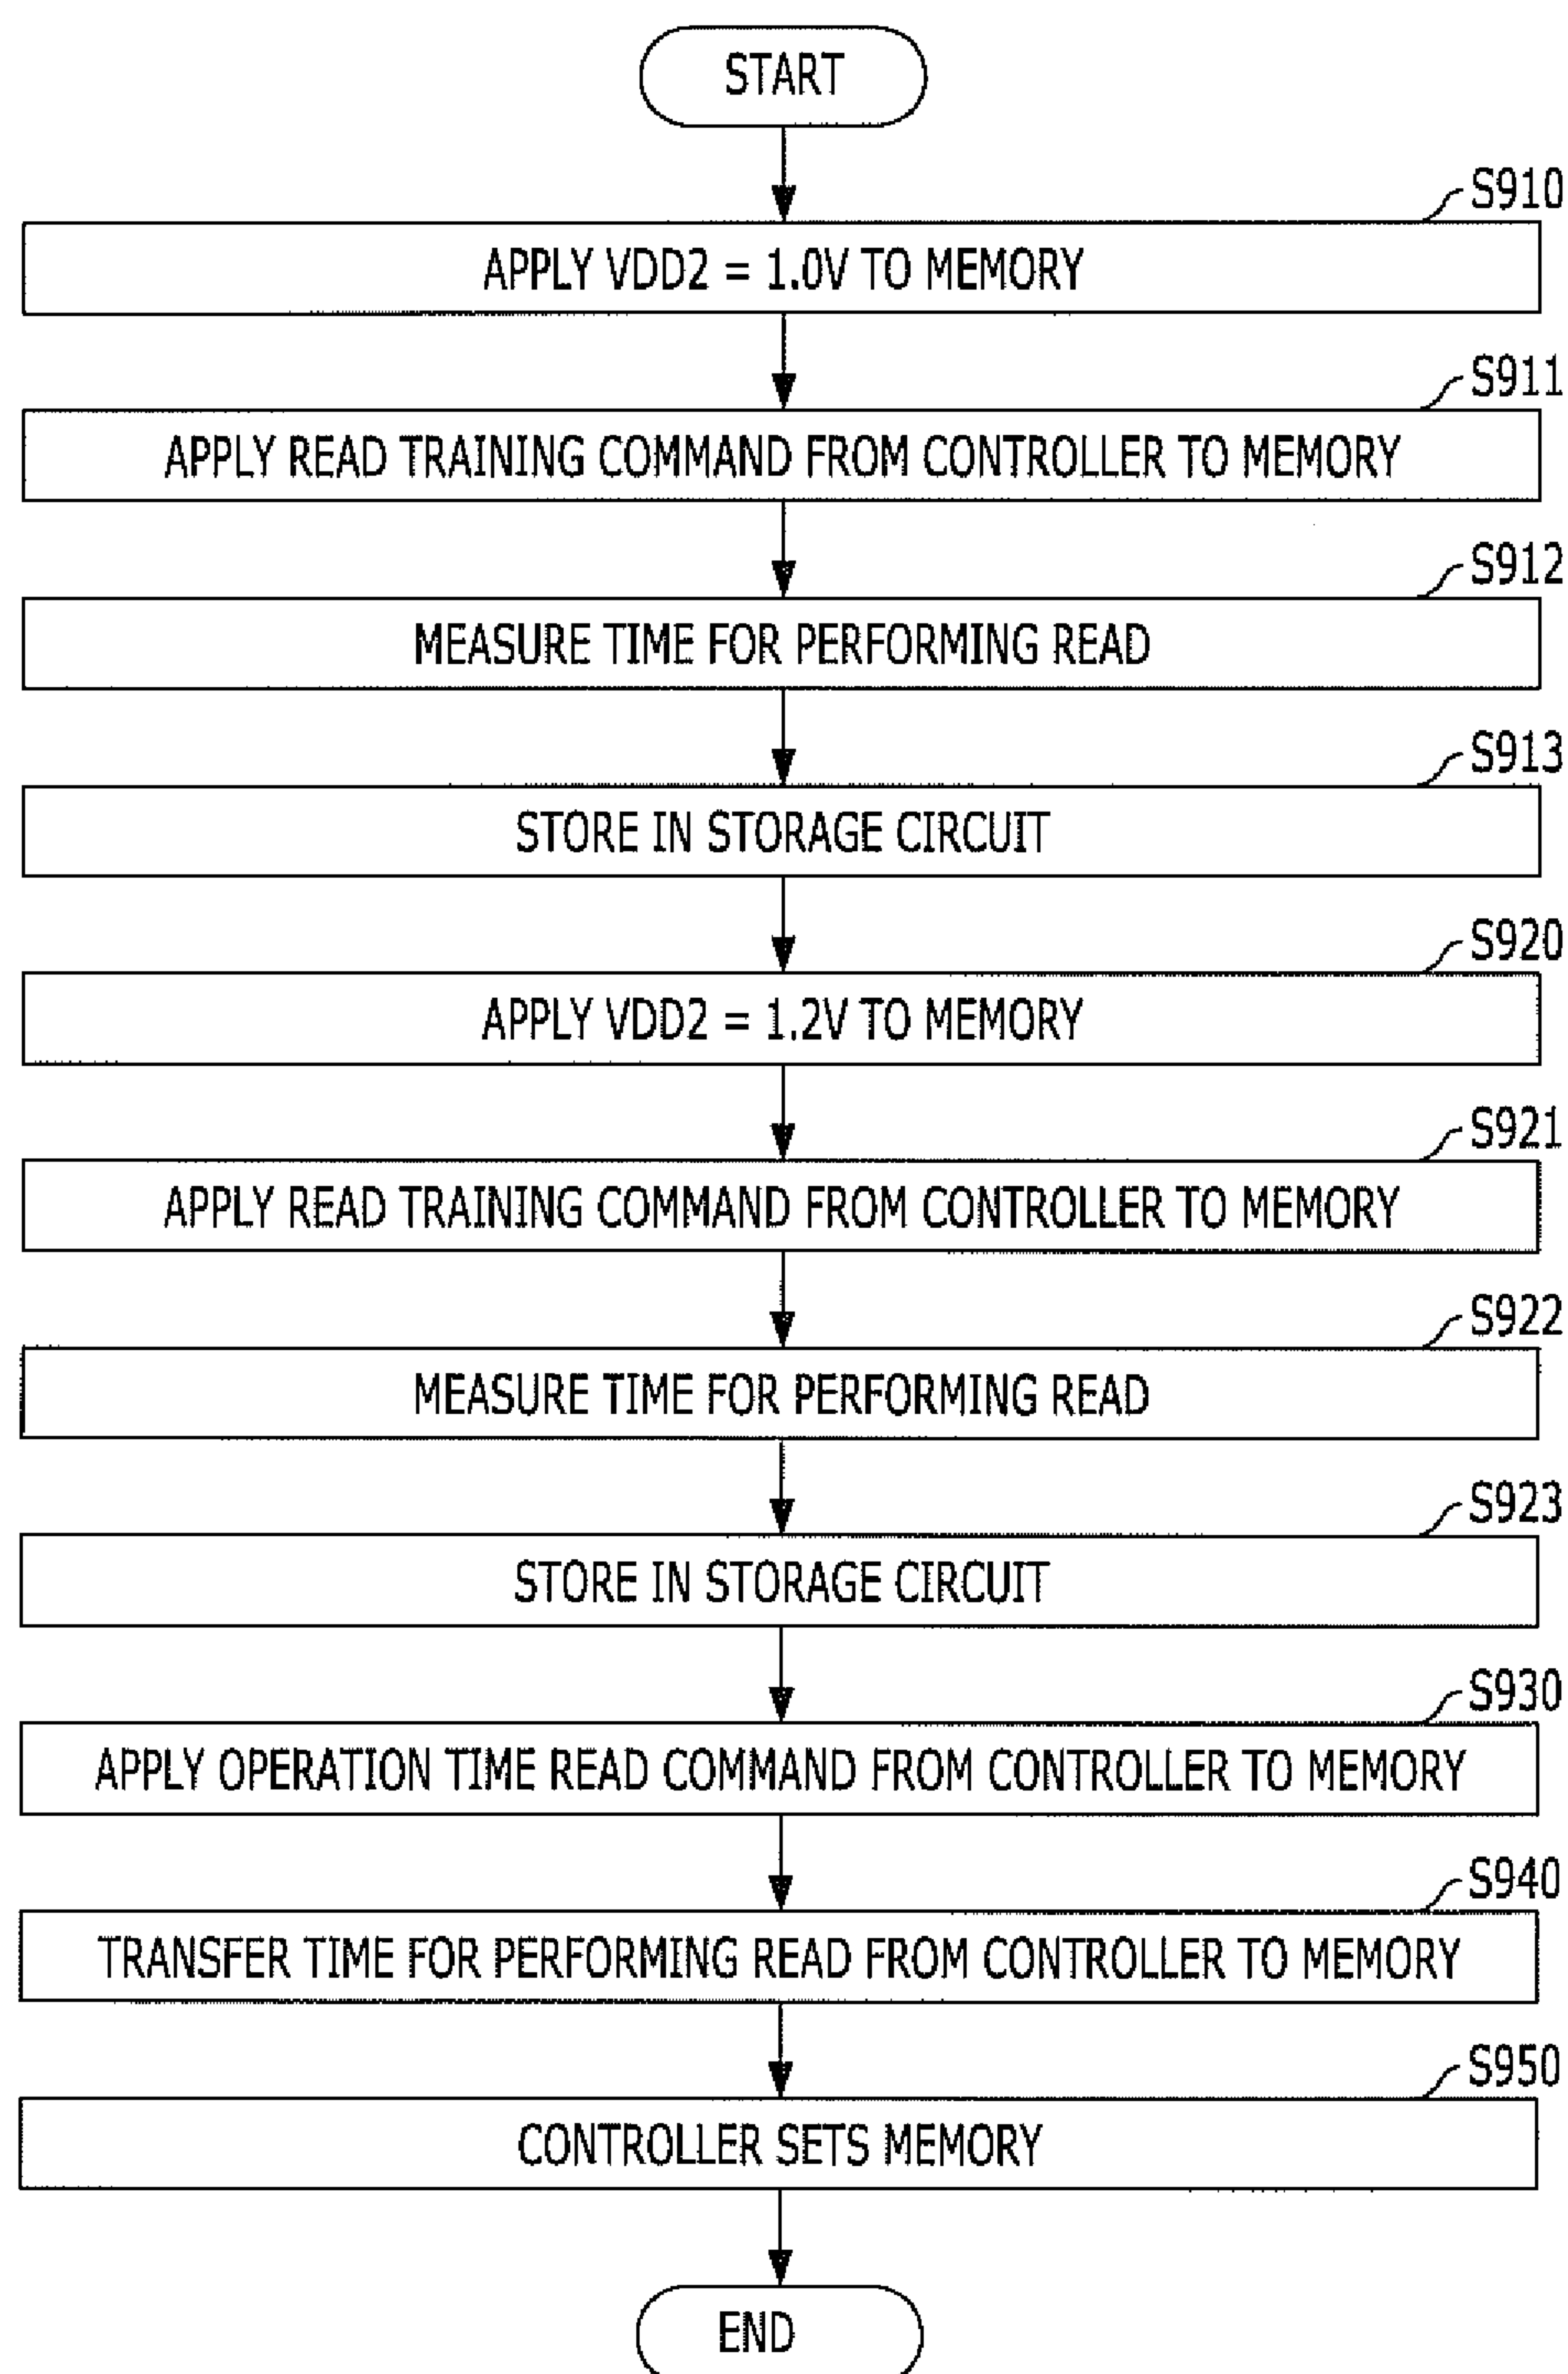 START
S910
APPLY VDD2 = 1.0V TO MEMORY
S911
APPLY READ TRAINING COMMAND FROM CONTROLLER TO MEMORY
S912
MEASURE TIME FOR PERFORMING READ
S913
STORE IN STORAGE CIRCUIT
S920
APPLY VDD2 = 1.2V TO MEMORY
S921
APPLY READ TRAINING COMMAND FROM CONTROLLER TO MEMORY
S922
MEASURE TIME FOR PERFORMING READ
S923
STORE IN STORAGE CIRCUIT
S930
APPLY OPERATION TIME READ COMMAND FROM CONTROLLER TO MEMORY
S940
TRANSFER TIME FOR PERFORMING READ FROM CONTROLLER TO MEMORY
S950
CONTROLLER SETS MEMORY
END